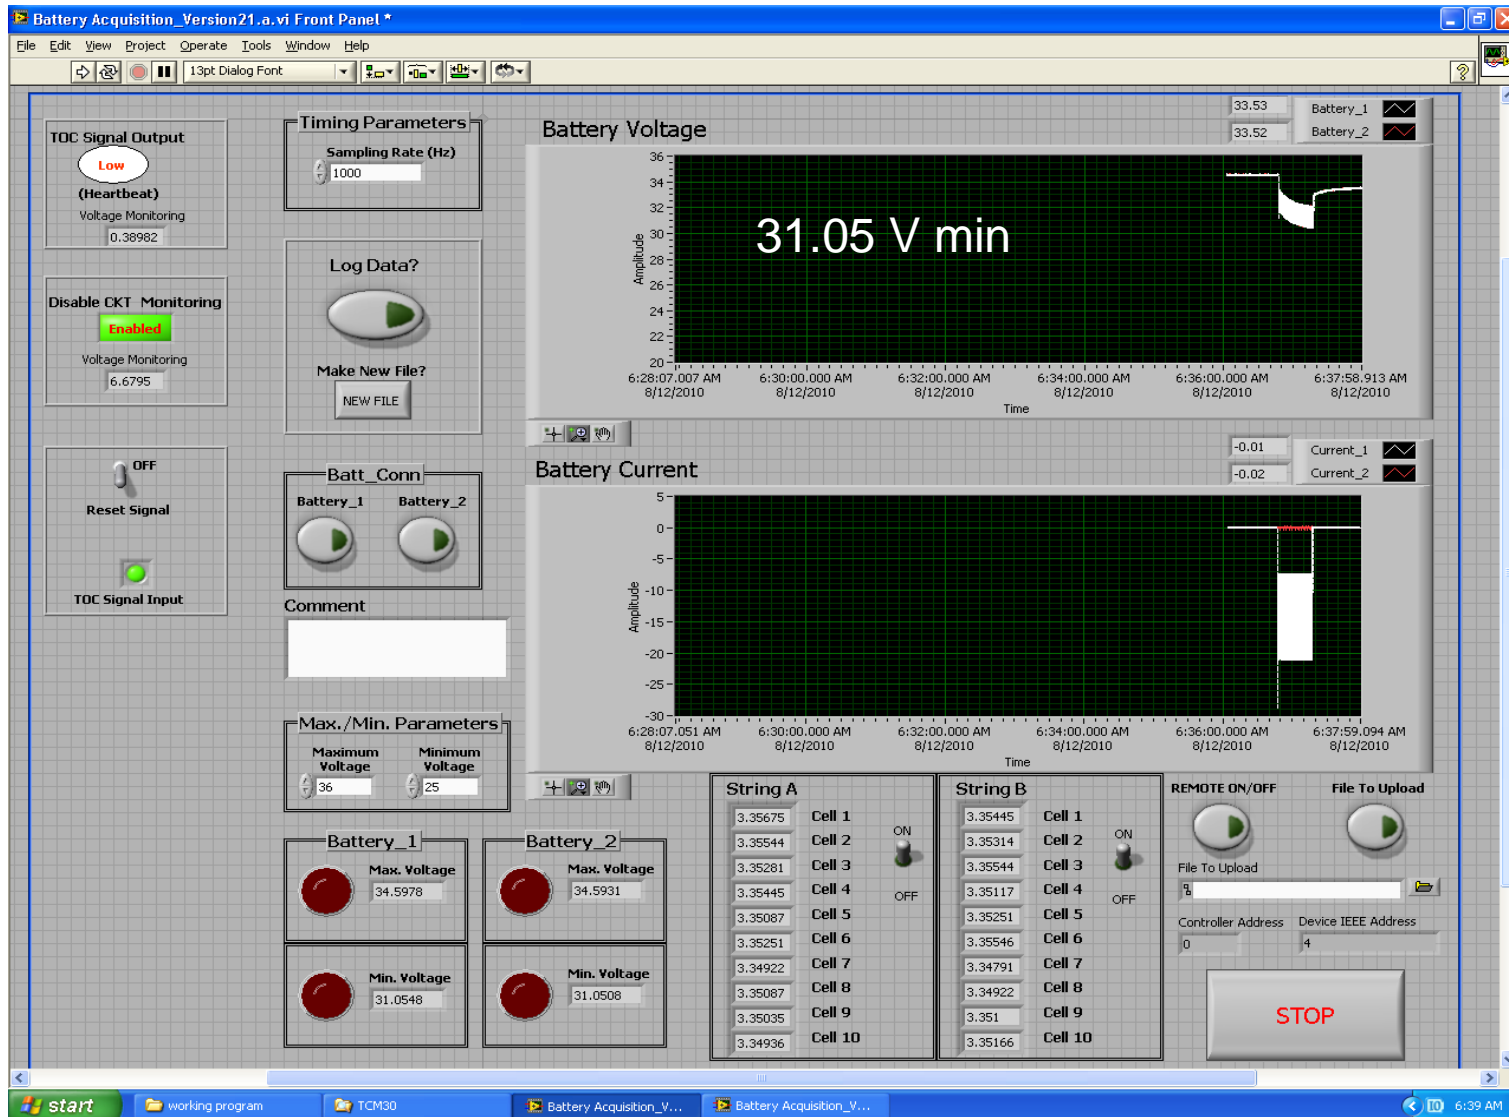 Battery Acquisition_Version21.a.vi Front Panel *
File Edit View Project Operate Tools Window Help
13pt Dialog Font
?
TOC Signal Output
Low
(Heartbeat)
Voltage Monitoring
0.38982
Disable CKT Monitoring
Enabled
Voltage Monitoring
6.6795
OFF
Reset Signal
TOC Signal Input
Timing Parameters
Sampling Rate (Hz)
1000
Log Data?
Make New File?
NEW FILE
Batt_Conn
Battery_1 Battery_2
Comment
Max./Min. Parameters
Maximum Voltage
36
Minimum Voltage
25
Battery_1
Max. Voltage
34.5978
Min. Voltage
31.0548
Battery_2
Max. Voltage
34.5931
Min. Voltage
31.0508
Battery Voltage
33.53 Battery_1
33.52 Battery_2
31.05 V min
Amplitude
36
34
32
30
28
26
24
22
20
6:28:07.007 AM 6:30:00.000 AM 6:32:00.000 AM 6:34:00.000 AM 6:36:00.000 AM 6:37:58.913 AM
8/12/2010 8/12/2010 8/12/2010 8/12/2010 8/12/2010 8/12/2010
Time
Battery Current
-0.01 Current_1
-0.02 Current_2
Amplitude
5
0
-5
-10
-15
-20
-25
-30
6:28:07.051 AM 6:30:00.000 AM 6:32:00.000 AM 6:34:00.000 AM 6:36:00.000 AM 6:37:59.094 AM
8/12/2010 8/12/2010 8/12/2010 8/12/2010 8/12/2010 8/12/2010
Time
String A
3.35675 Cell 1
3.35544 Cell 2
3.35281 Cell 3
3.35445 Cell 4
3.35087 Cell 5
3.35251 Cell 6
3.34922 Cell 7
3.35087 Cell 8
3.35035 Cell 9
3.34936 Cell 10
ON
OFF
String B
3.35445 Cell 1
3.35314 Cell 2
3.35544 Cell 3
3.35117 Cell 4
3.35251 Cell 5
3.35546 Cell 6
3.34791 Cell 7
3.34922 Cell 8
3.351 Cell 9
3.35166 Cell 10
ON
OFF
REMOTE ON/OFF File To Upload
File To Upload
Controller Address Device IEEE Address
0 4
STOP
start working program TCM30 Battery Acquisition_V... Battery Acquisition_V... 6:39 AM